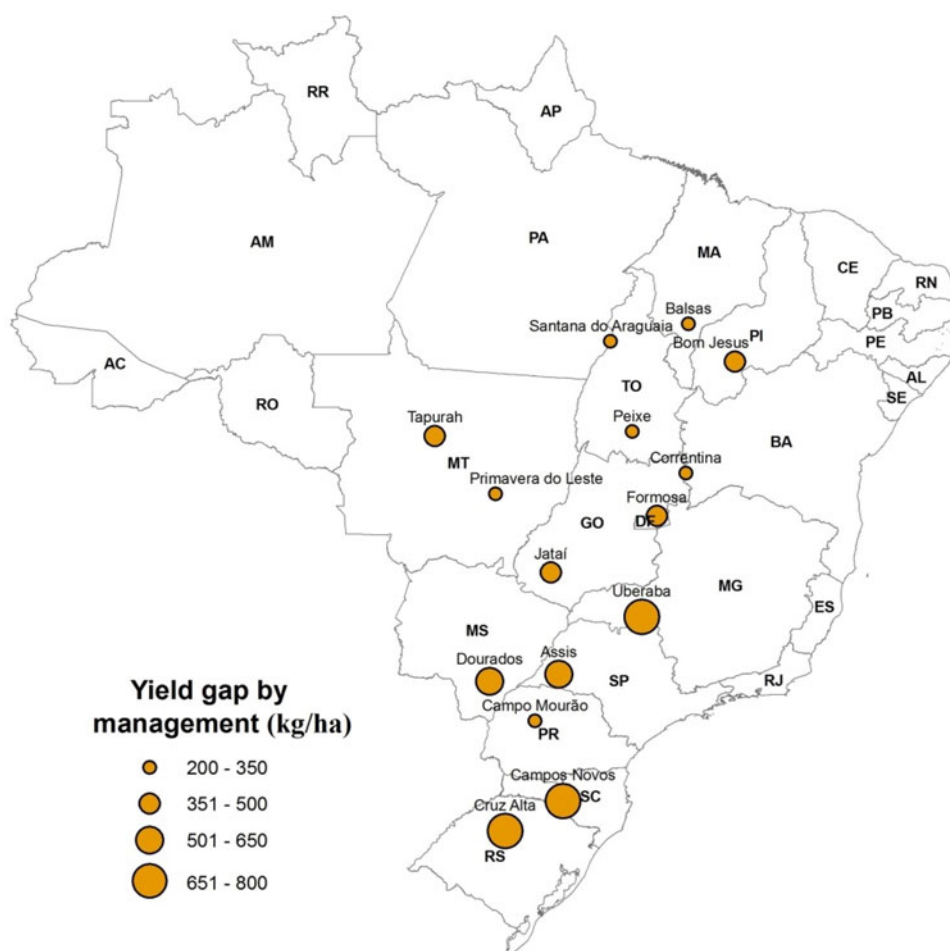 RR
AP
AM
PA
MA
CE
RN
Balsas
PB
Santana do Araguaia
PI
Bom Jesus
PE
AC
AL
TO
SE
RO
Tapurah
Peixe
BA
MT
Correntina
Primavera do Leste
Formosa
GO
DF
Jataí
MG
Uberaba
ES
MS
Assis
Dourados
SP
RJ
Yield gap by
management (kg/ha)
Campo Mourão
PR
200 - 350
Campos Novos
SC
351 - 500
Cruz Alta
501 - 650
RS
651 - 800